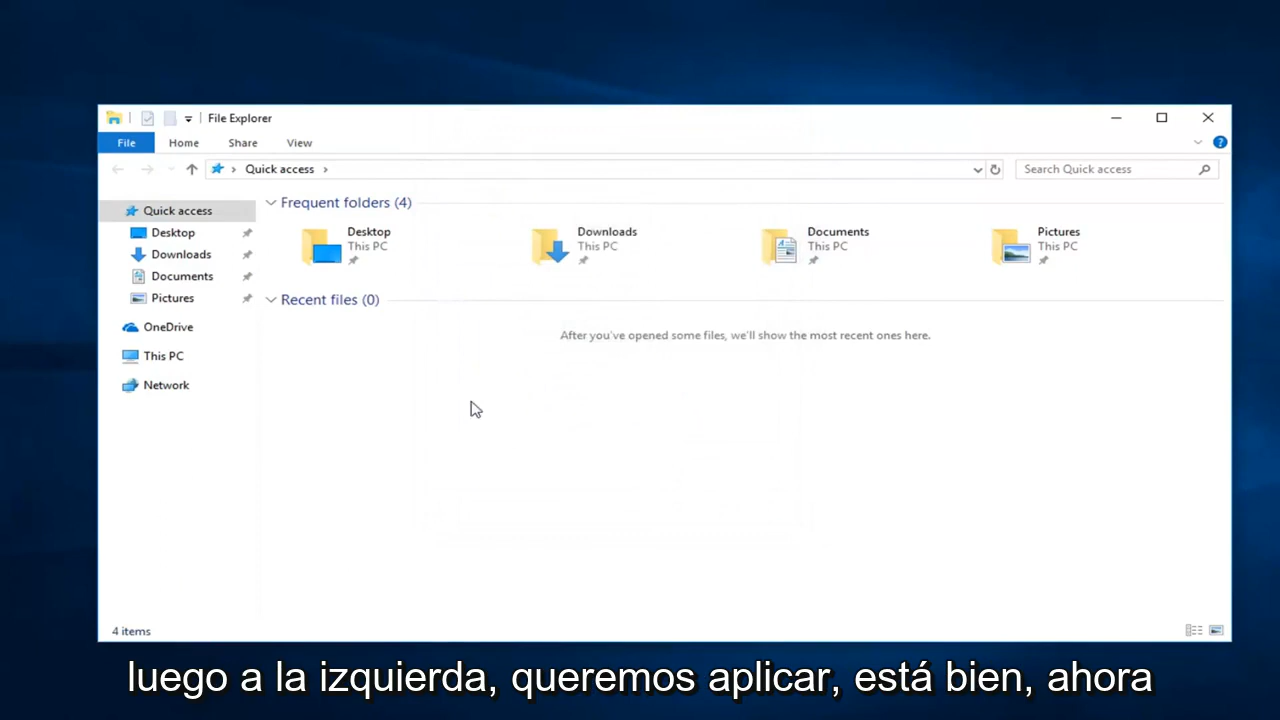 File Explorer
File Home Share View
Quick access
Search Quick access
Quick access
Desktop
Downloads
Documents
Pictures
OneDrive
This PC
Network
Frequent folders (4)
Desktop
This PC
Downloads
This PC
Documents
This PC
Pictures
This PC
Recent files (0)
After you've opened some files, we'll show the most recent ones here.
4 items
luego a la izquierda, queremos aplicar, está bien, ahora